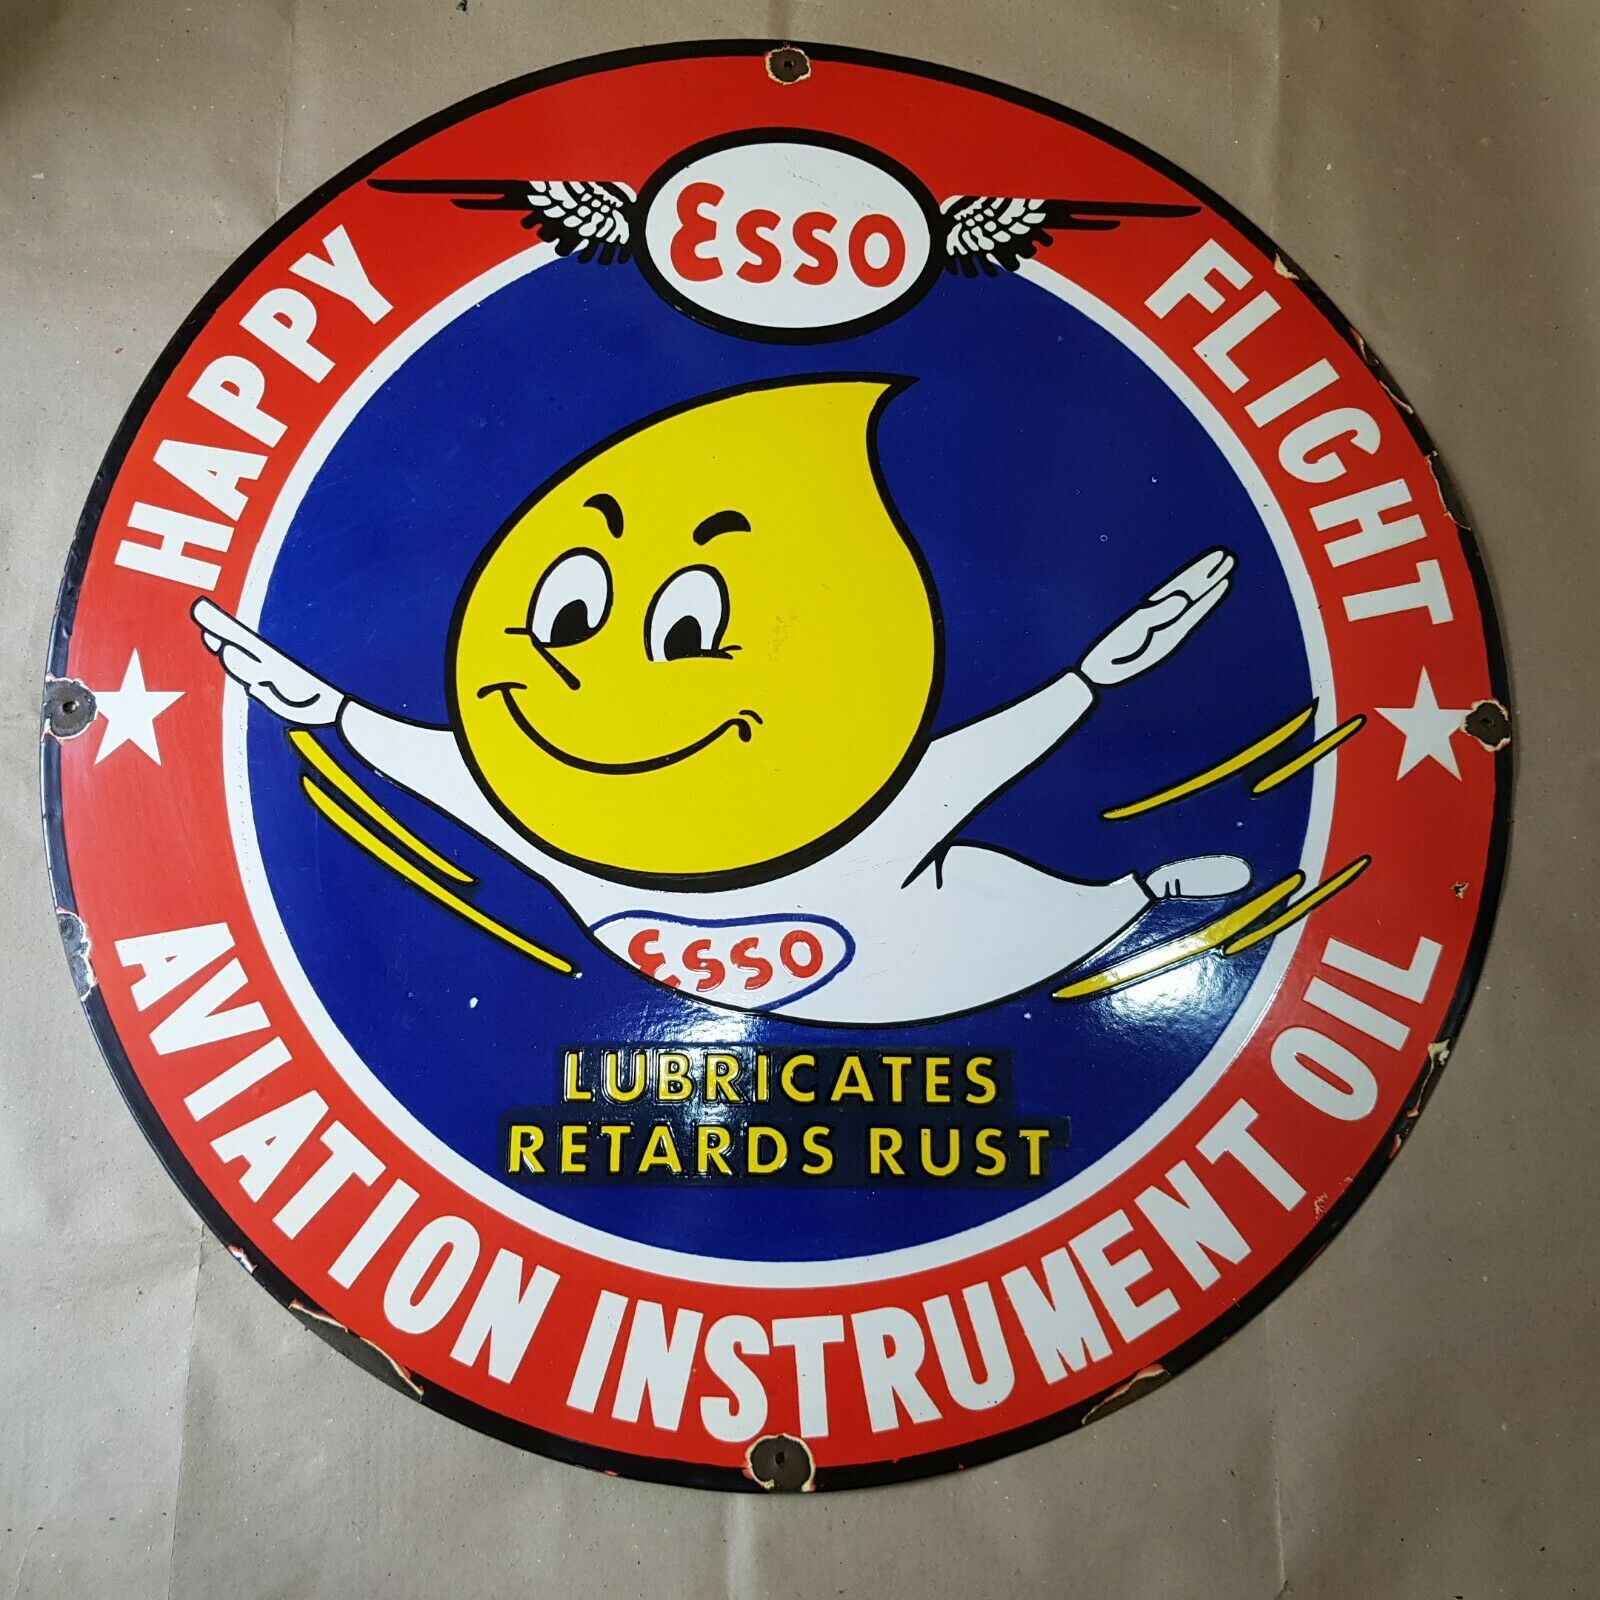 Esso
HAPPY FLIGHT
ESSO
LUBRICATES
RETARDS RUST
AVIATION INSTRUMENT OIL